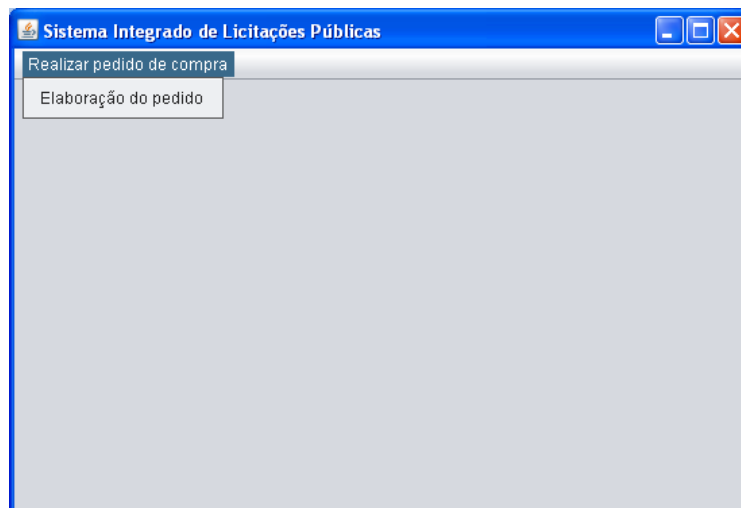 Sistema Integrado de Licitações Públicas
Realizar pedido de compra
Elaboração do pedido